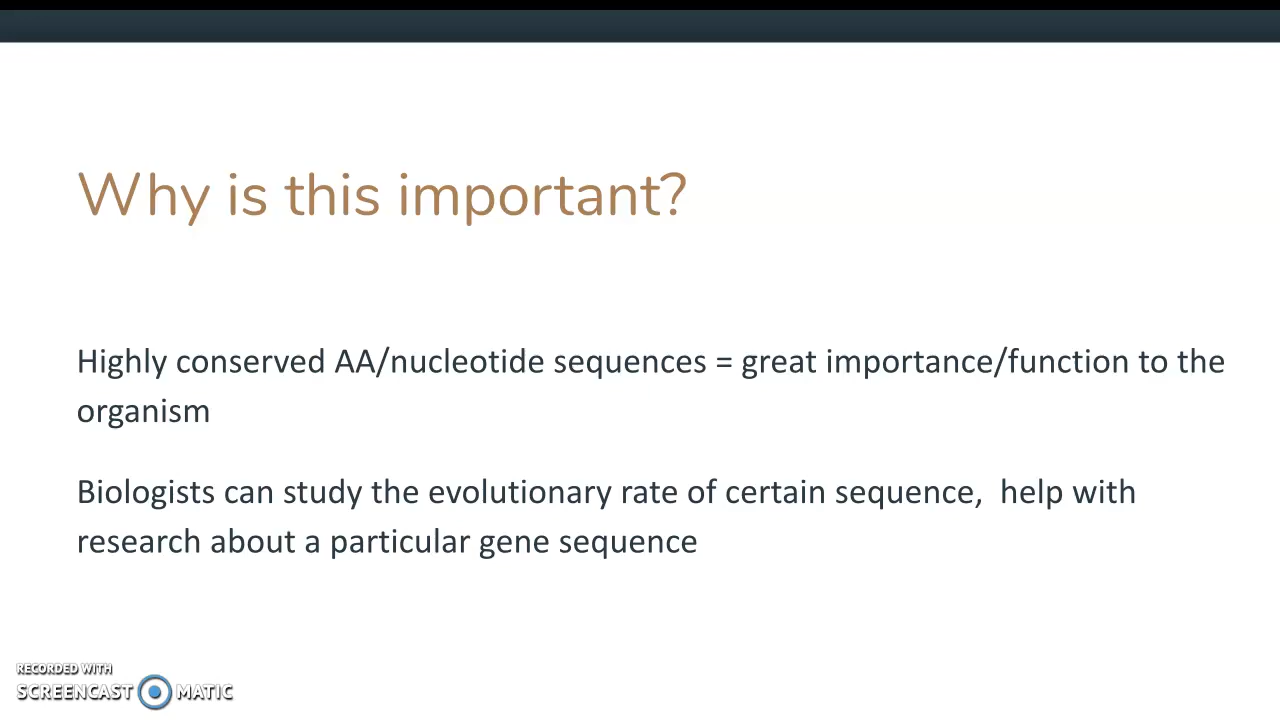 Why is this important?
Highly conserved AA/nucleotide sequences = great importance/function to the
organism
Biologists can study the evolutionary rate of certain sequence,  help with
research about a particular gene sequence
RECORDED WITH
SCREENCAST MATIC